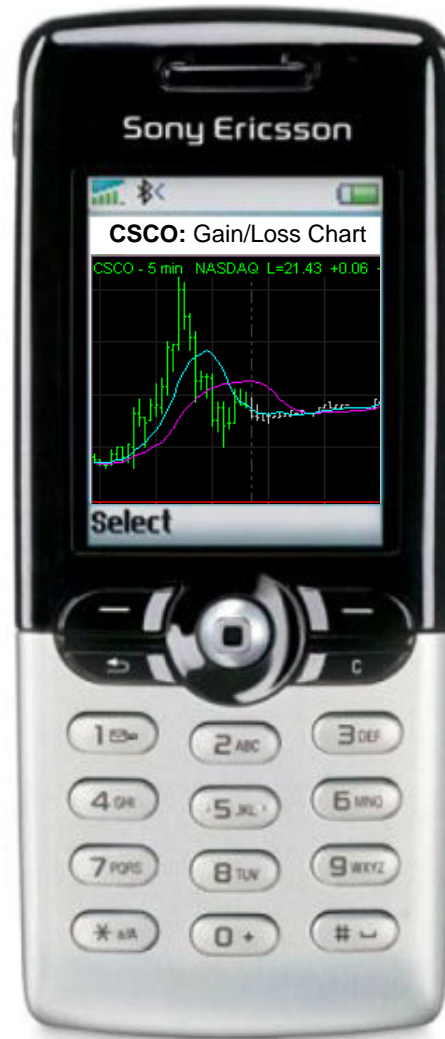 Sony Ericsson
CSCO: Gain/Loss Chart
CSCO - 5 min NASDAQ L=21.43 +0.06 -
Select
C
1
2 ABC
3 DEF
4 GHI
5 JKL
6 MNO
7 PQRS
8 TUV
9 WXYZ
* a/A
0 +
#